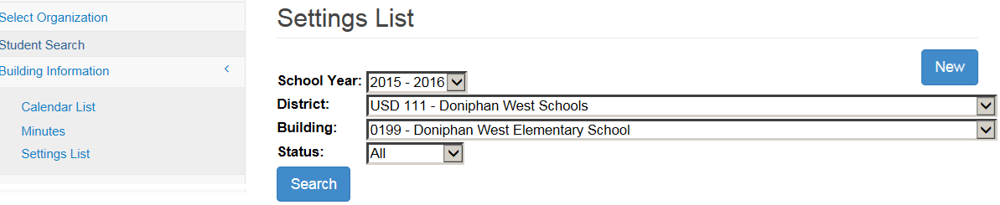 Select Organization
Student Search
Building Information
Calendar List
Minutes
Settings List
Settings List
New
School Year: 2015 - 2016
District: USD 111 - Doniphan West Schools
Building: 0199 - Doniphan West Elementary School
Status: All
Search